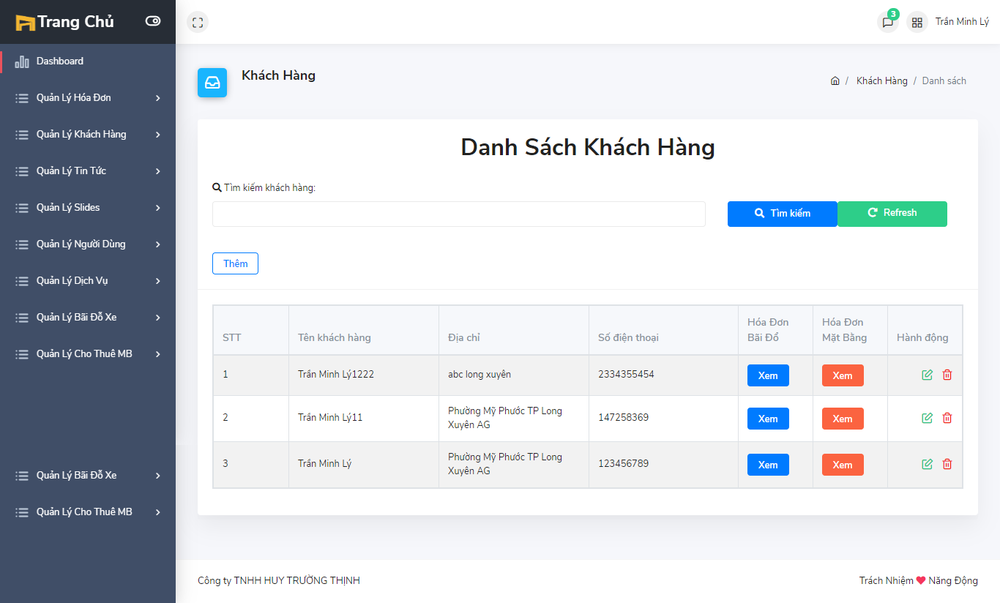 Trang Chủ
3
Trần Minh Lý
Dashboard
Quản Lý Hóa Đơn
Quản Lý Khách Hàng
Quản Lý Tin Tức
Quản Lý Slides
Quản Lý Người Dùng
Quản Lý Dịch Vụ
Quản Lý Bãi Đỗ Xe
Quản Lý Cho Thuê MB
Quản Lý Bãi Đỗ Xe
Quản Lý Cho Thuê MB
Khách Hàng
/ Khách Hàng / Danh sách
Danh Sách Khách Hàng
Tìm kiếm khách hàng:
Tìm kiếm Refresh
Thêm
STT Tên khách hàng Địa chỉ Số điện thoại Hóa Đơn Bãi Đổ Hóa Đơn Mặt Bằng Hành động
1 Trần Minh Lý1222 abc long xuyên 2334355454 Xem Xem
2 Trần Minh Lý11 Phường Mỹ Phước TP Long Xuyên AG 147258369 Xem Xem
3 Trần Minh Lý Phường Mỹ Phước TP Long Xuyên AG 123456789 Xem Xem
Công ty TNHH HUY TRƯỜNG THỊNH
Trách Nhiệm ❤ Năng Động